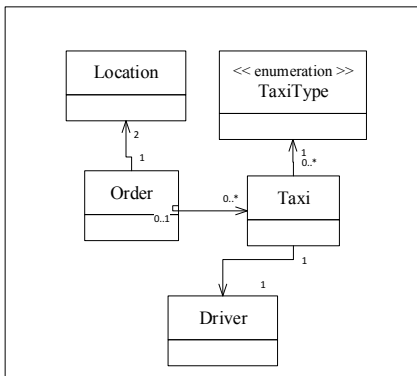 Location
<< enumeration >>
TaxiType
2
1
1
0..*
Order
0..1
0..*
Taxi
1
1
Driver